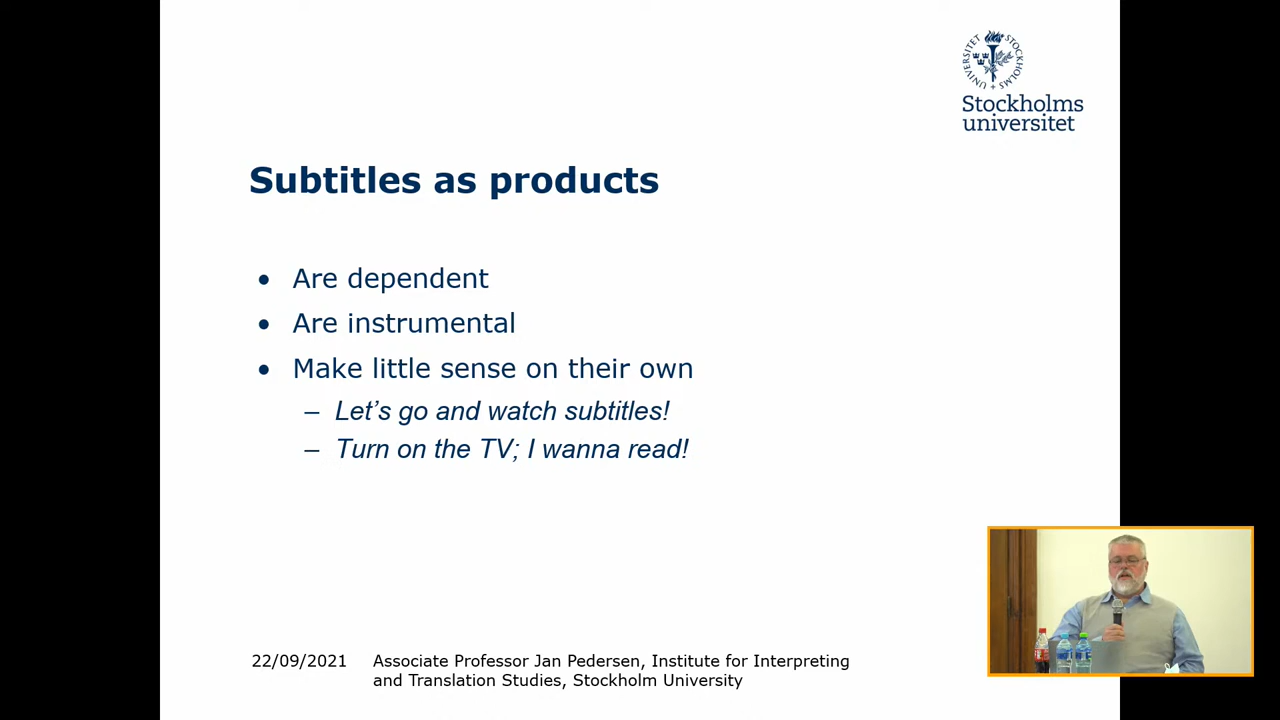 STOCKHOLMS UNIVERSITET
Stockholms
universitet
Subtitles as products
• Are dependent
• Are instrumental
• Make little sense on their own
– Let’s go and watch subtitles!
– Turn on the TV; I wanna read!
22/09/2021 Associate Professor Jan Pedersen, Institute for Interpreting
and Translation Studies, Stockholm University